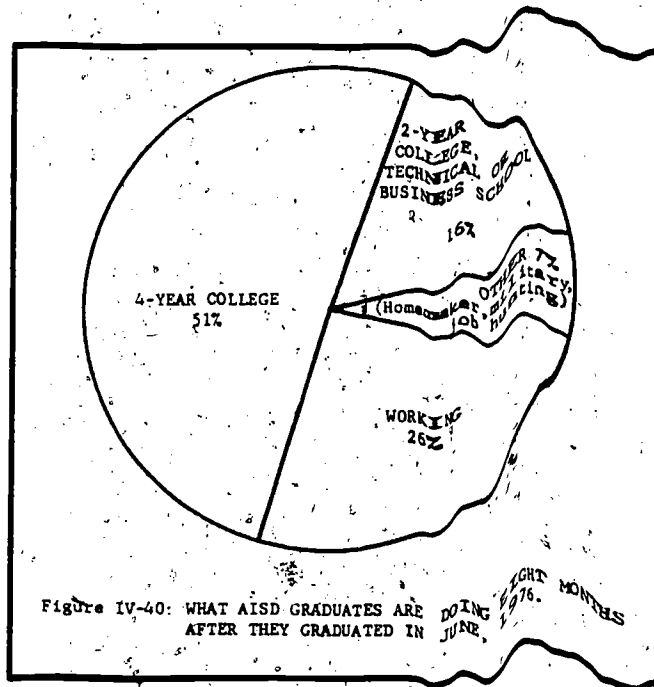 2-YEAR
COLLEGE,
TECHNICAL OR
BUSINESS SCHOOL
16%
OTHER 7%
(Homemaker, military,
job hunting)
4-YEAR COLLEGE
51%
WORKING
26%
Figure IV-40: WHAT AISD GRADUATES ARE DOING EIGHT MONTHS
AFTER THEY GRADUATED IN JUNE, 1976.